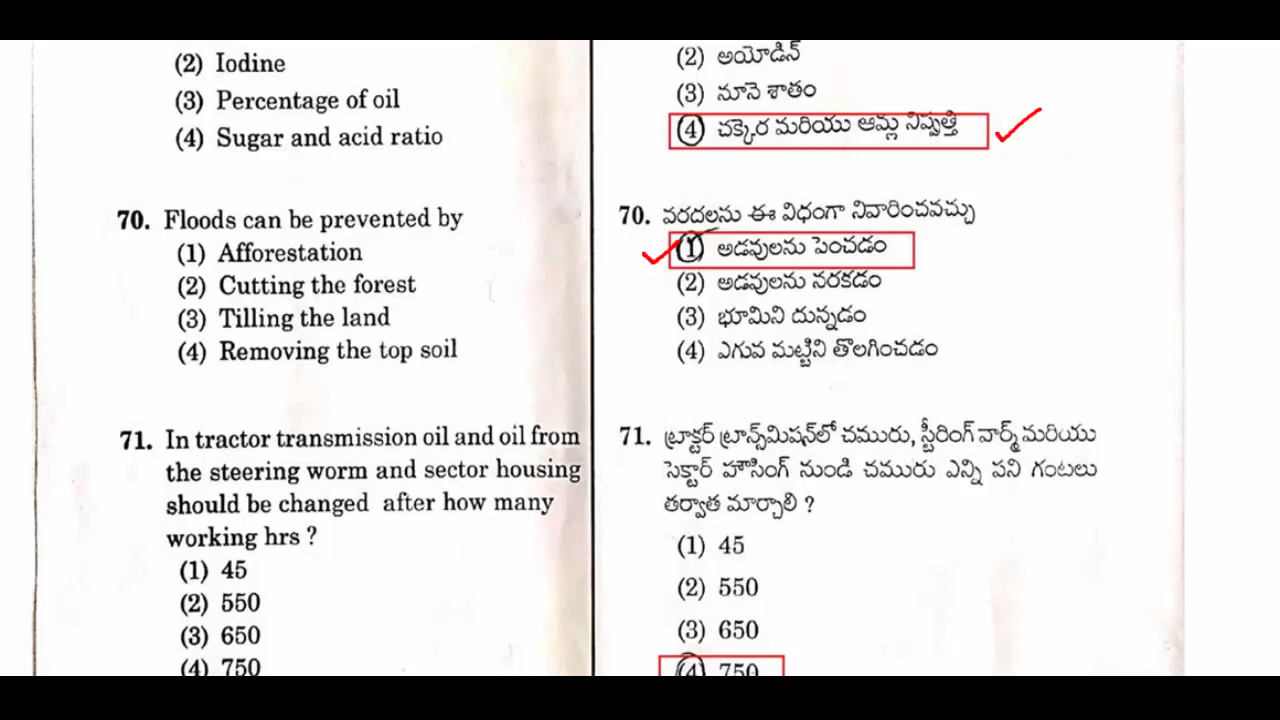 (2) Iodine
(3) Percentage of oil
(4) Sugar and acid ratio
70. Floods can be prevented by
(1) Afforestation
(2) Cutting the forest
(3) Tilling the land
(4) Removing the top soil
71. In tractor transmission oil and oil from
the steering worm and sector housing
should be changed after how many
working hrs ?
(1) 45
(2) 550
(3) 650
(4) 750
(2) అయోడిన్
(3) నూనె శాతం
(4) చక్కెర మరియు ఆమ్ల నిష్పత్తి
70. వరదలను ఈ విధంగా నివారించవచ్చు
(1) అడవులను పెంచడం
(2) అడవులను నరకడం
(3) భూమిని దున్నడం
(4) ఎగువ మట్టిని తొలగించడం
71. ట్రాక్టర్ ట్రాన్స్‌మిషన్‌లో చమురు, స్టీరింగ్ వార్మ్ మరియు
సెక్టార్ హౌసింగ్ నుండి చమురు ఎన్ని పని గంటలు
తర్వాత మార్చాలి ?
(1) 45
(2) 550
(3) 650
(4) 750